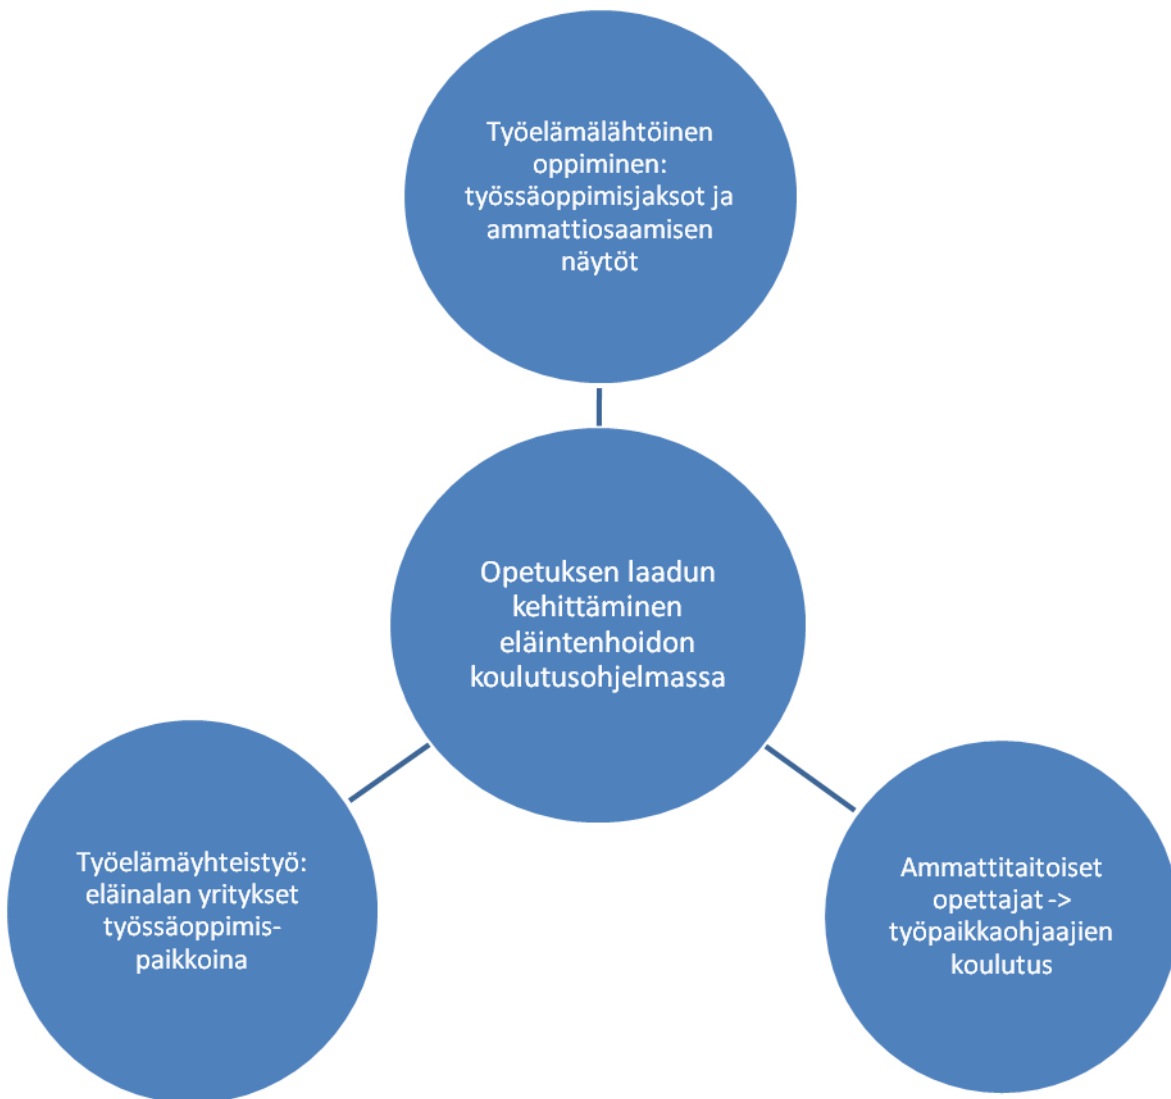 Työelämälähtöinen
oppiminen:
työssäoppimisjaksot ja
ammattiosaamisen
näytöt
Opetuksen laadun
kehittäminen
eläintenhoidon
koulutusohjelmassa
Työelämäyhteistyö:
eläinalan yritykset
työssäoppimis-
paikkoina
Ammattitaitoiset
opettajat ->
työpaikkaohjaajien
koulutus